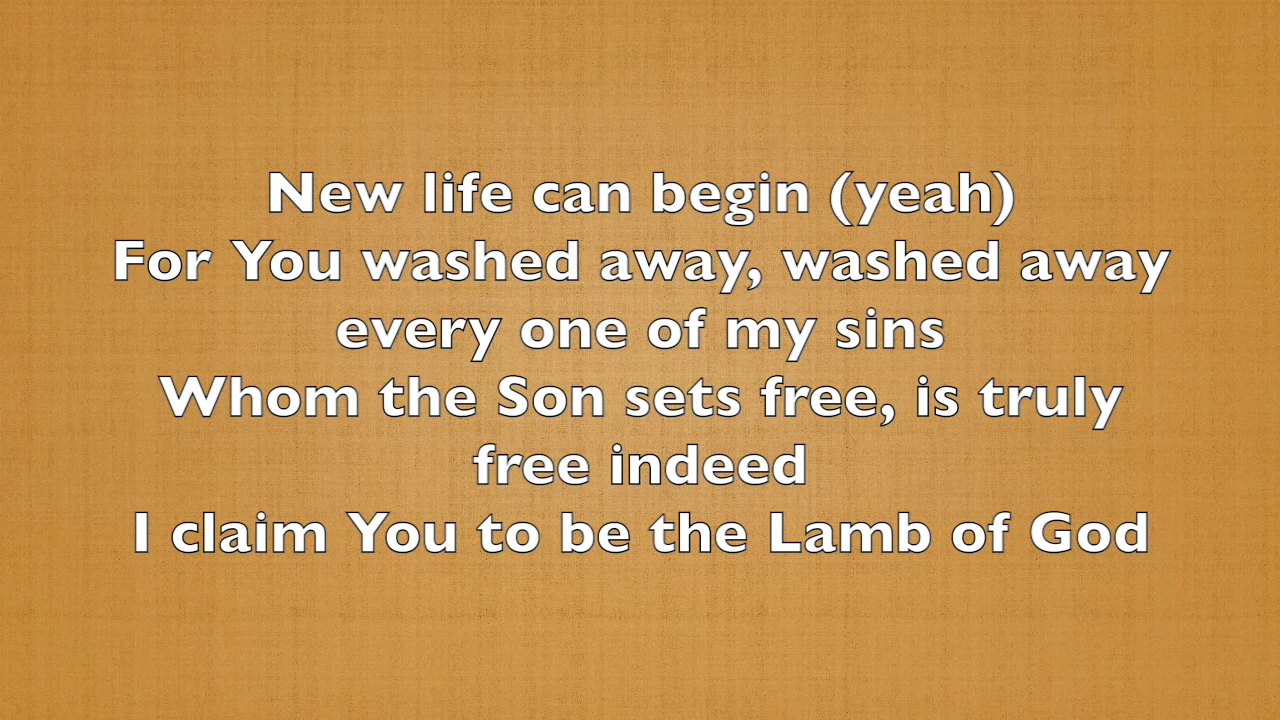 New life can begin (yeah)
For You washed away, washed away
every one of my sins
Whom the Son sets free, is truly
free indeed
I claim You to be the Lamb of God